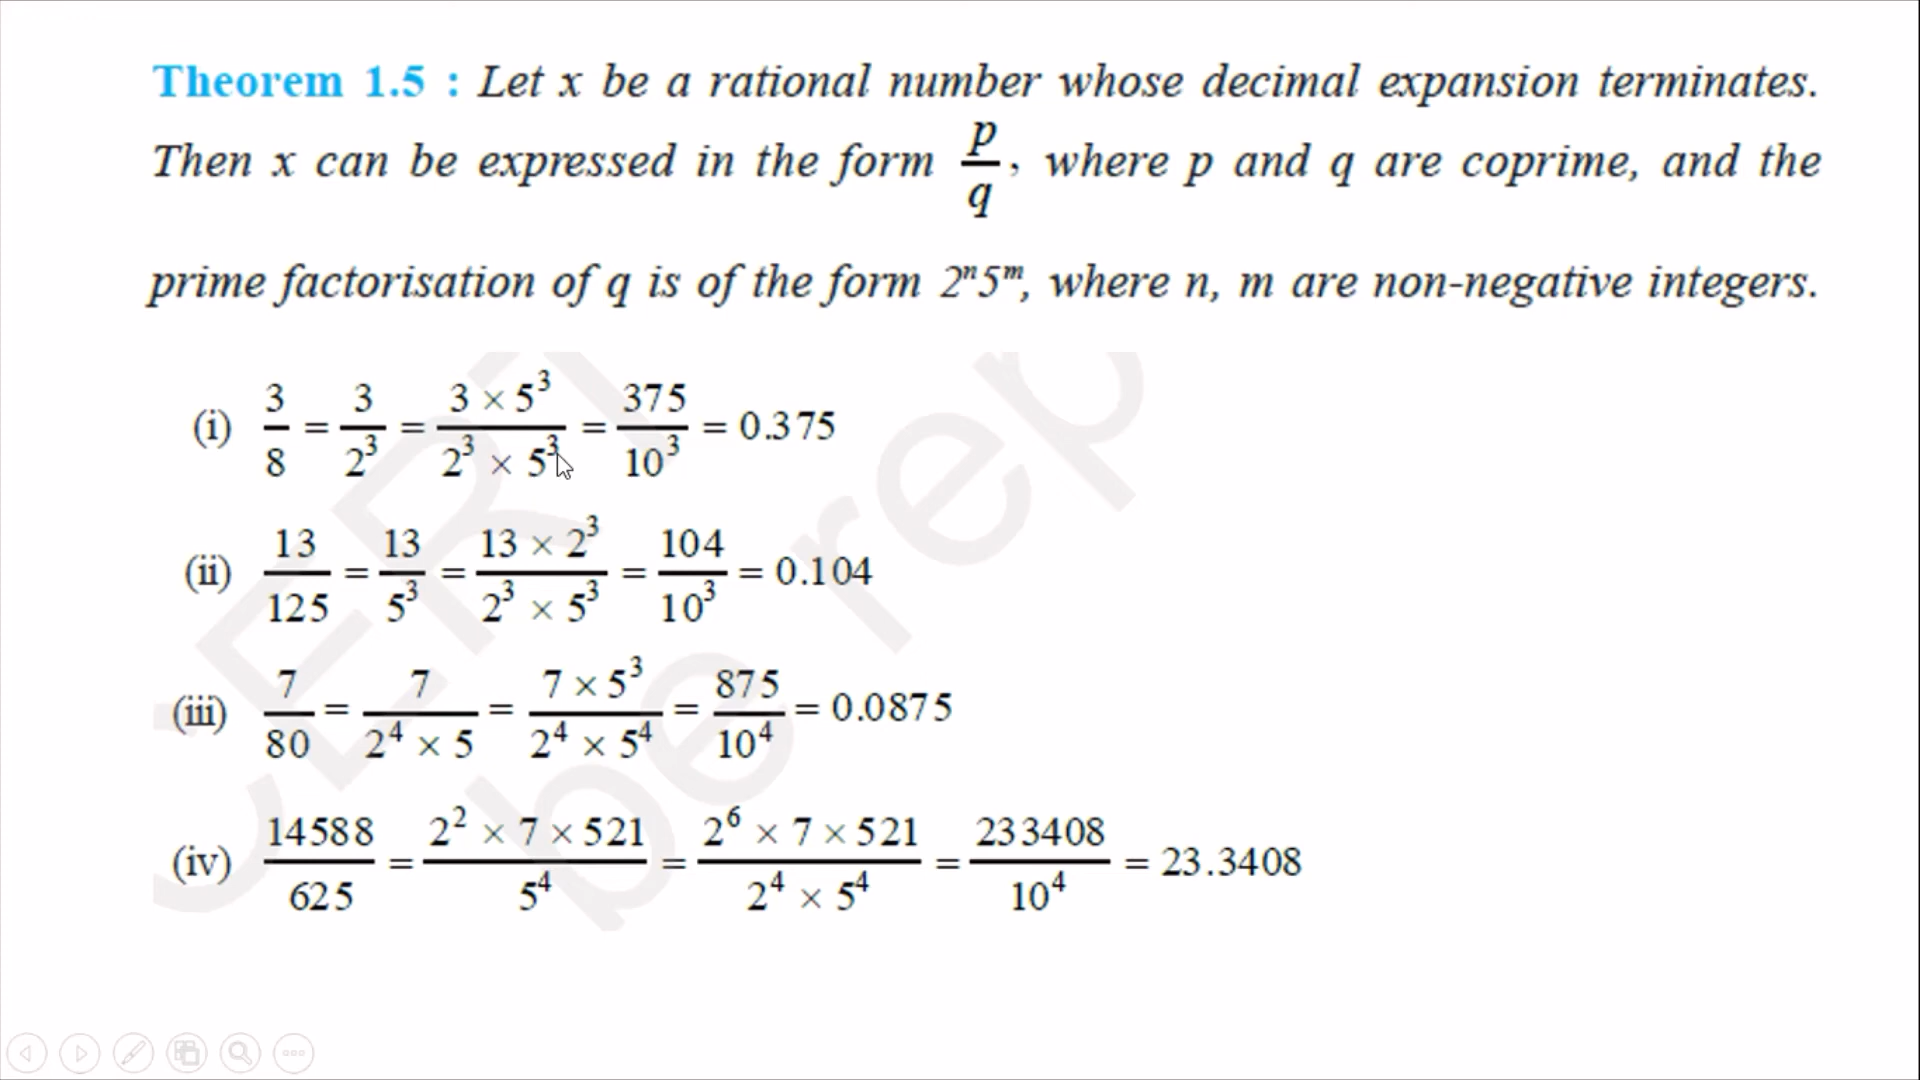 Theorem 1.5 : Let x be a rational number whose decimal expansion terminates.
Then x can be expressed in the form p/q, where p and q are coprime, and the
prime factorisation of q is of the form 2ⁿ5ᵐ, where n, m are non-negative integers.
(i) 3/8 = 3/2³ = (3 × 5³)/(2³ × 5³) = 375/10³ = 0.375
(ii) 13/125 = 13/5³ = (13 × 2³)/(2³ × 5³) = 104/10³ = 0.104
(iii) 7/80 = 7/(2⁴ × 5) = (7 × 5³)/(2⁴ × 5⁴) = 875/10⁴ = 0.0875
(iv) 14588/625 = (2² × 7 × 521)/5⁴ = (2⁶ × 7 × 521)/(2⁴ × 5⁴) = 233408/10⁴ = 23.3408